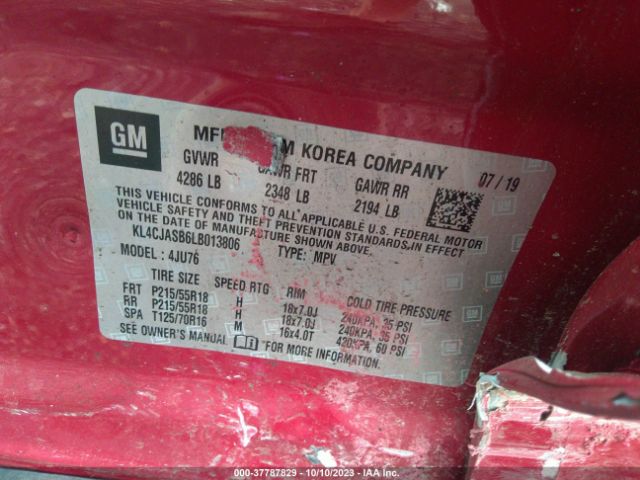 GM
MF M KOREA COMPANY
07/19
GVWR GAWR FRT GAWR RR
4286 LB 2348 LB 2194 LB
THIS VEHICLE CONFORMS TO ALL APPLICABLE U.S. FEDERAL MOTOR
VEHICLE SAFETY AND THEFT PREVENTION STANDARDS IN EFFECT
ON THE DATE OF MANUFACTURE SHOWN ABOVE.
KL4CJASB6LB013806 TYPE: MPV
MODEL : 4JU76
TIRE SIZE SPEED RTG RIM COLD TIRE PRESSURE
FRT P215/55R18 H 18x7.0J 240KPA, 35 PSI
RR P215/55R18 H 18x7.0J 240KPA, 35 PSI
SPA T125/70R16 M 16x4.0T 420KPA, 60 PSI
SEE OWNER'S MANUAL FOR MORE INFORMATION.
000-37787829 - 10/10/2023 - IAA Inc.